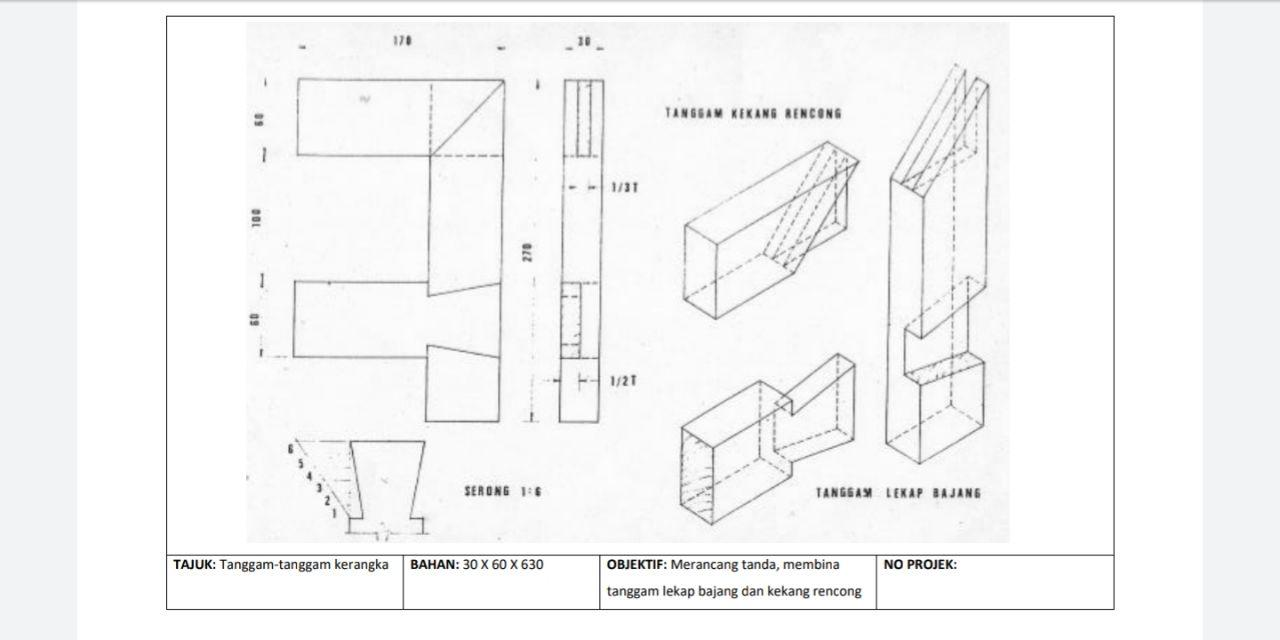 170
30
60
TANGGAM KEKANG RENCONG
1/3T
100
270
60
1/2T
6
5
4
3
2
1
SERONG 1:6
TANGGAM LEKAP BAJANG
TAJUK: Tanggam-tanggam kerangka
BAHAN: 30 X 60 X 630
OBJEKTIF: Merancang tanda, membina
tanggam lekap bajang dan kekang rencong
NO PROJEK: